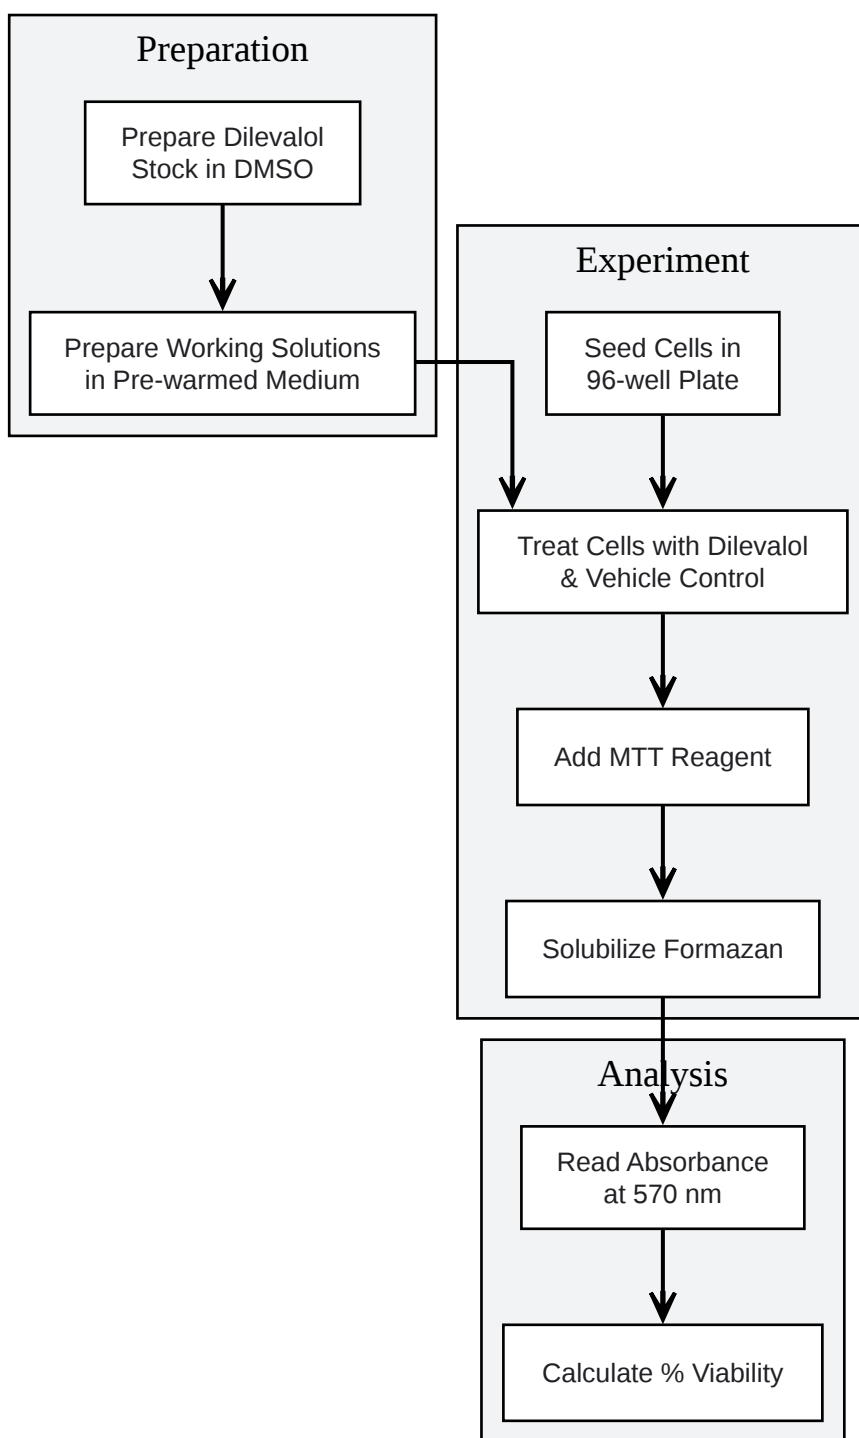 Preparation
Prepare Dilevalol
Stock in DMSO
Prepare Working Solutions
in Pre-warmed Medium
Experiment
Seed Cells in
96-well Plate
Treat Cells with Dilevalol
& Vehicle Control
Add MTT Reagent
Solubilize Formazan
Analysis
Read Absorbance
at 570 nm
Calculate % Viability